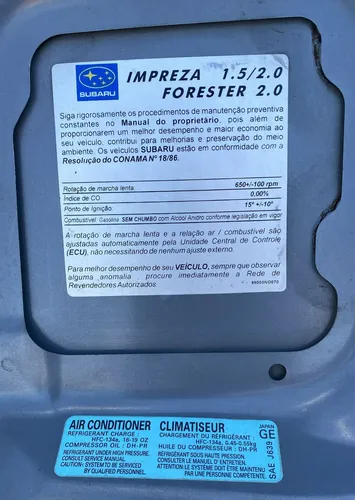 SUBARU
IMPREZA 1.5/2.0
FORESTER 2.0
Siga rigorosamente os procedimentos de manutenção preventiva
constantes no Manual do proprietário, pois além de
proporcionarem um melhor desempenho e maior economia ao
seu veículo, contribui para melhorias e preservação do meio
ambiente. Os veículos SUBARU estão em conformidade com a
Resolução do CONAMA Nº 18/86.
Rotação de marcha lenta 650+/-100 rpm
Índice de CO 0,00%
Ponto de Ignição 15º +/-10º
Combustível: Gasolina SEM CHUMBO com Álcool Anidro conforme legislação em vigor
A rotação de marcha lenta e a relação ar / combustível são
ajustadas automaticamente pela Unidade Central de Controle
(ECU), não necessitando de nenhum ajuste externo.
Para melhor desempenho de seu VEÍCULO, sempre que observar
alguma anomalia, procure imediatamente a Rede de
Revendedores Autorizados.
AIR CONDITIONER
REFRIGERANT CHARGE :
HFC-134a, 16-19 OZ
COMPRESSOR OIL : DH-PR
REFRIGERANT UNDER HIGH PRESSURE.
CONSULT SERVICE MANUAL.
CAUTION: SYSTEM TO BE SERVICED
BY QUALIFIED PERSONNEL.
CLIMATISEUR
CHARGEMENT DU RÉFRIGÉRANT :
HFC-134a, 0.45-0.55kg
HUILE DU COMPRESSEUR : DH-PR
REFRIGÉRANT SOUS HAUTE PRESSION.
CONSULTER LE MANUEL D'ENTRETIEN.
ATTENTION: LE SYSTÈME DOIT ÊTRE MAINTENU
PAR DU PERSONNEL QUALIFIÉ.
JAPAN
GE
SAE J639